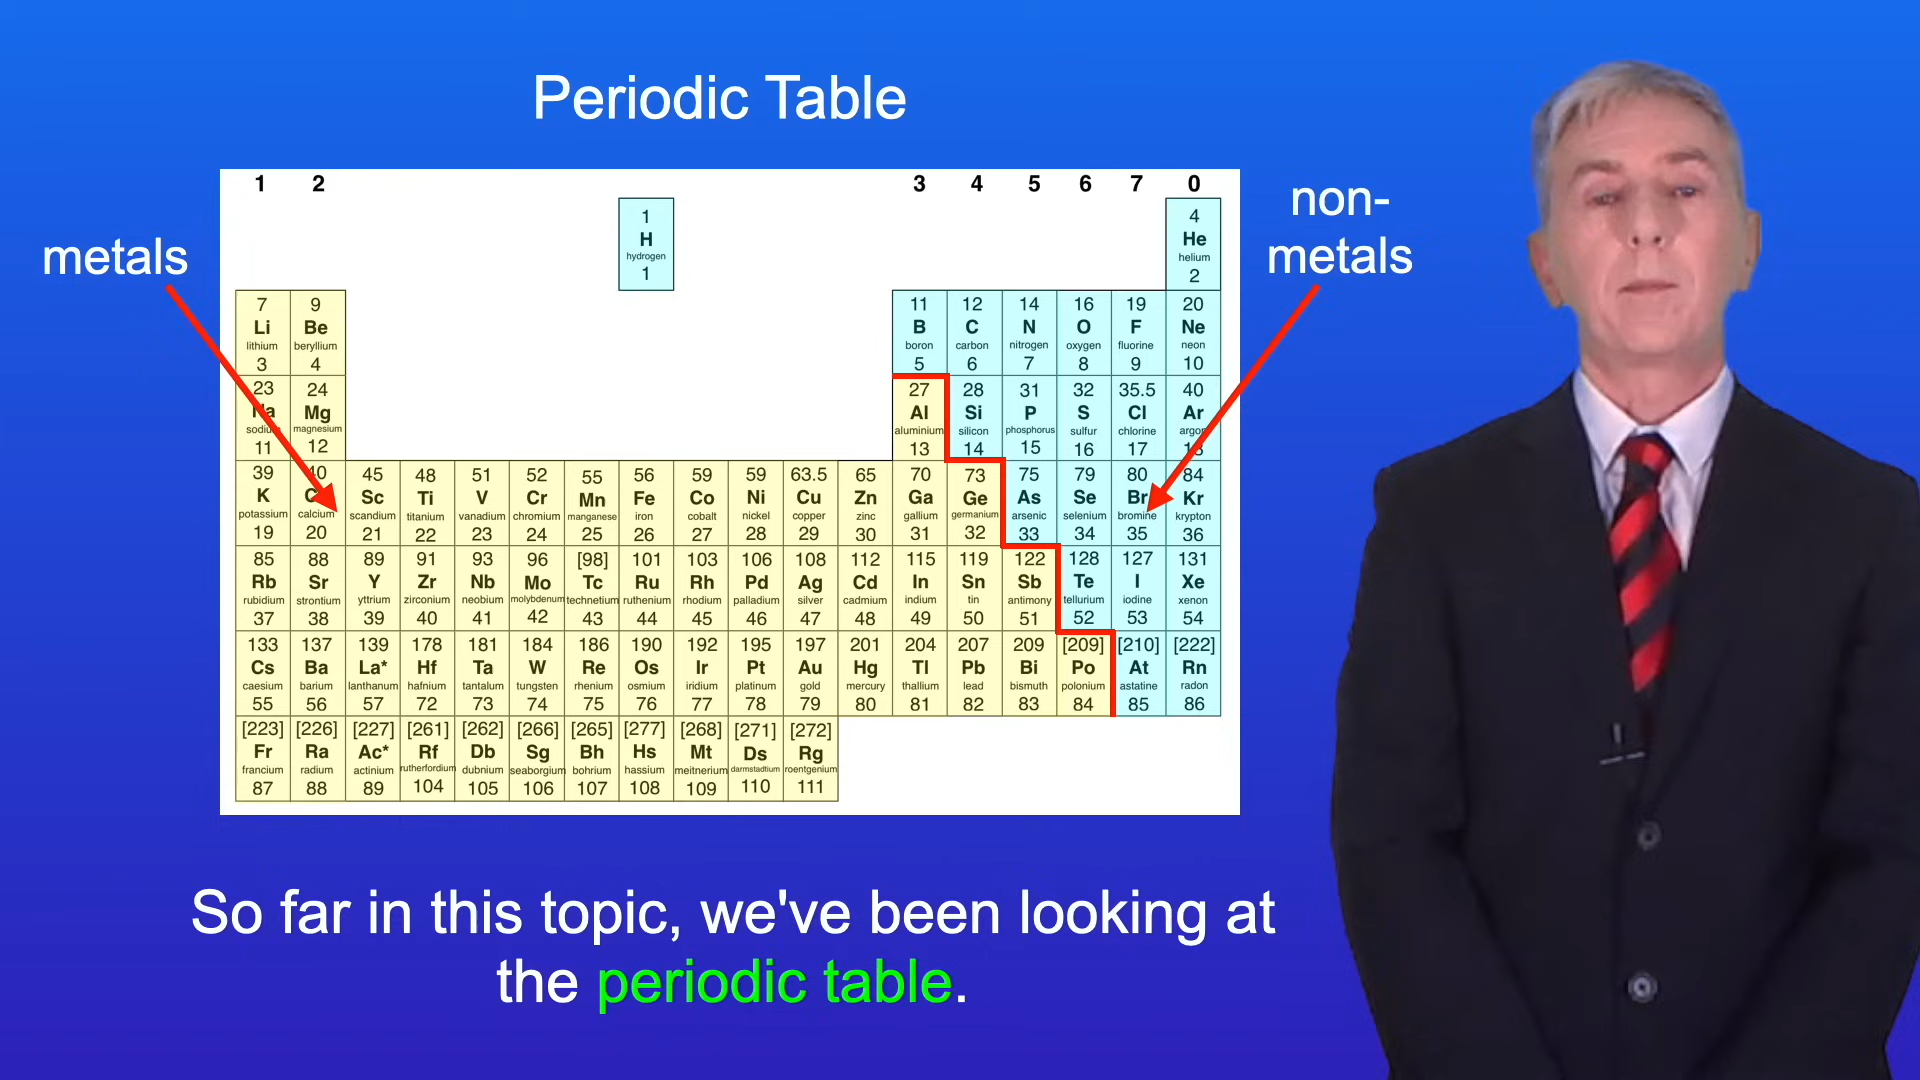 Periodic Table
1 2 3 4 5 6 7 0
metals
non-
metals
1 4
H He
hydrogen helium
1 2
7 9 11 12 14 16 19 20
Li Be B C N O F Ne
lithium beryllium boron carbon nitrogen oxygen fluorine neon
3 4 5 6 7 8 9 10
23 24 27 28 31 32 35.5 40
Mg Al Si P S Cl Ar
magnesium aluminium silicon phosphorus sulfur chlorine
11 12 13 14 15 16 17
39 40 45 48 51 52 55 56 59 59 63.5 65 70 73 75 79 80 84
K Sc Ti V Cr Mn Fe Co Ni Cu Zn Ga Ge As Se Br Kr
potassium calcium scandium titanium vanadium chromium manganese iron cobalt nickel copper zinc gallium germanium arsenic selenium bromine krypton
19 20 21 22 23 24 25 26 27 28 29 30 31 32 33 34 35 36
85 88 89 91 93 96 [98] 101 103 106 108 112 115 119 122 128 127 131
Rb Sr Y Zr Nb Mo Tc Ru Rh Pd Ag Cd In Sn Sb Te I Xe
rubidium strontium yttrium zirconium neobium molybdenum technetium ruthenium rhodium palladium silver cadmium indium tin antimony tellurium iodine xenon
37 38 39 40 41 42 43 44 45 46 47 48 49 50 51 52 53 54
133 137 139 178 181 184 186 190 192 195 197 201 204 207 209 [209] [210] [222]
Cs Ba La* Hf Ta W Re Os Ir Pt Au Hg Tl Pb Bi Po At Rn
caesium barium lanthanum hafnium tantalum tungsten rhenium osmium iridium platinum gold mercury thallium lead bismuth polonium astatine radon
55 56 57 72 73 74 75 76 77 78 79 80 81 82 83 84 85 86
[223] [226] [227] [261] [262] [266] [265] [277] [268] [271] [272]
Fr Ra Ac* Rf Db Sg Bh Hs Mt Ds Rg
francium radium actinium rutherfordium dubnium seaborgium bohrium hassium meitnerium darmstadtium roentgenium
87 88 89 104 105 106 107 108 109 110 111
So far in this topic, we've been looking at
the periodic table.